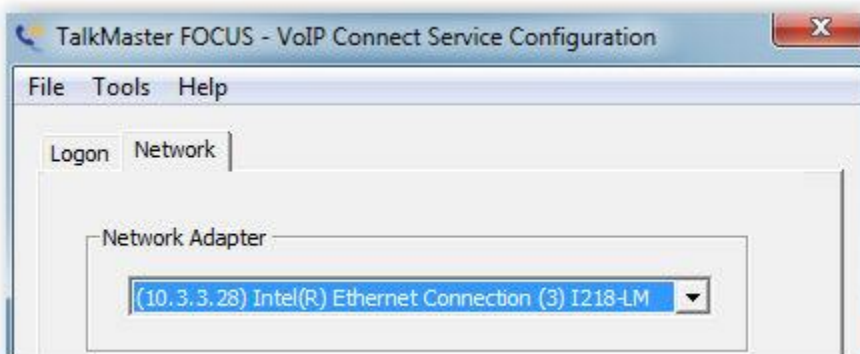 TalkMaster FOCUS - VoIP Connect Service Configuration
File Tools Help
Logon Network
Network Adapter
(10.3.3.28) Intel(R) Ethernet Connection (3) I218-LM